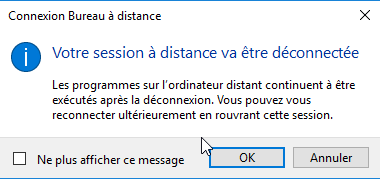 Connexion Bureau à distance
Votre session à distance va être déconnectée
Les programmes sur l'ordinateur distant continuent à être
exécutés après la déconnexion. Vous pouvez vous
reconnecter ultérieurement en rouvrant cette session.
Ne plus afficher ce message
OK
Annuler